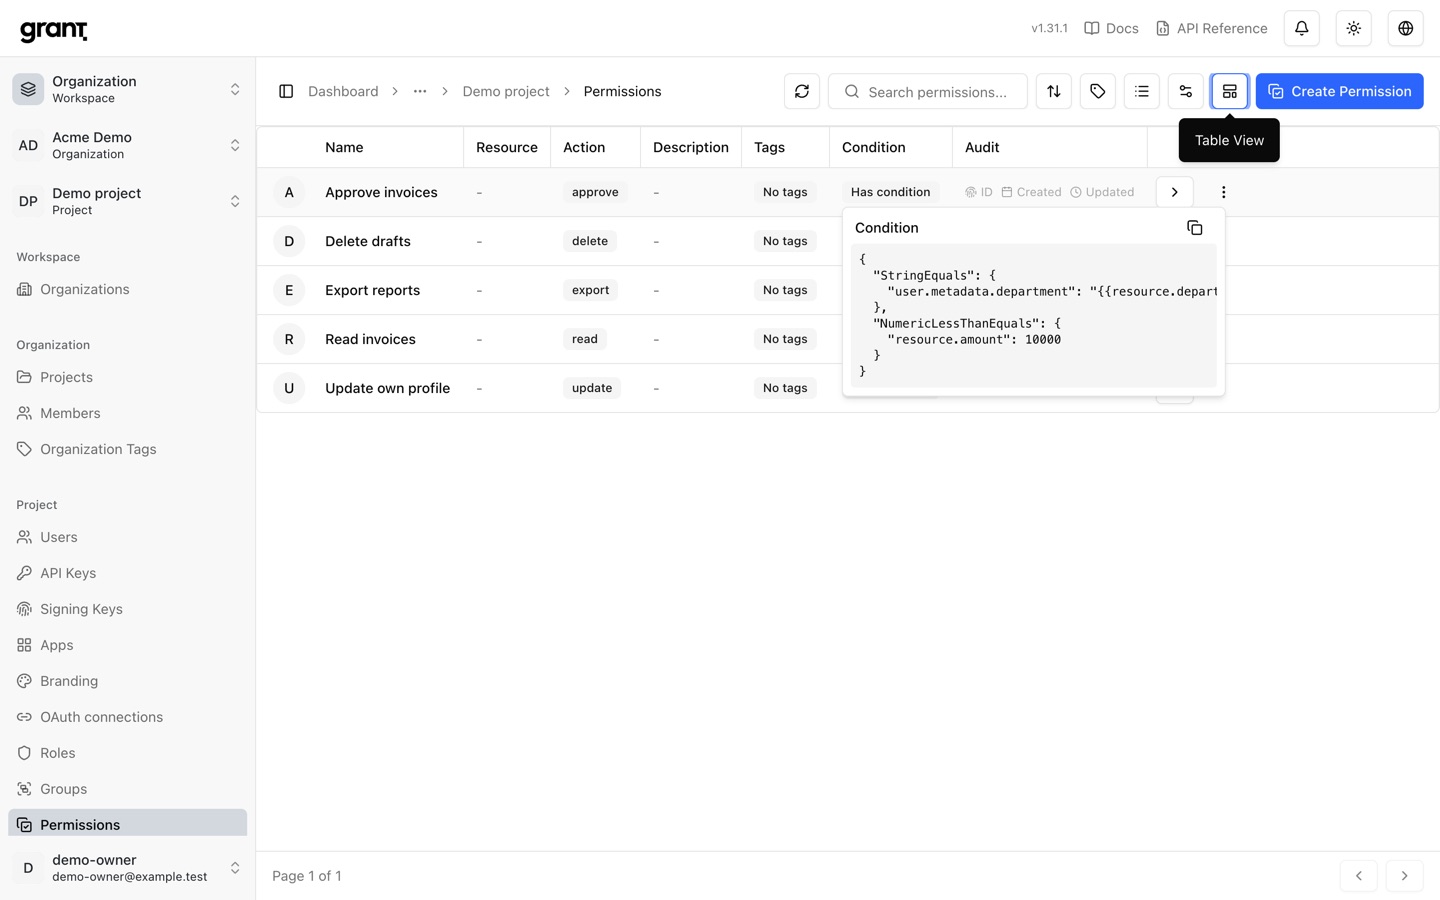 grant
v1.31.1
Docs
API Reference
Organization
Workspace
Acme Demo
AD
Organization
Demo project
DP
Project
Workspace
Organizations
Organization
Projects
Members
Organization Tags
Project
Users
API Keys
Signing Keys
Apps
Branding
OAuth connections
Roles
Groups
Permissions
D
demo-owner
demo-owner@example.test
Dashboard
Demo project
Permissions
Search permissions...
Create Permission
Table View
Name Resource Action Description Tags Condition Audit
A Approve invoices - approve - No tags Has condition ID Created Updated
D Delete drafts - delete - No tags
E Export reports - export - No tags
R Read invoices - read - No tags
U Update own profile - update - No tags
Condition
{
"StringEquals": {
"user.metadata.department": "{{resource.depart
},
"NumericLessThanEquals": {
"resource.amount": 10000
}
}
Page 1 of 1